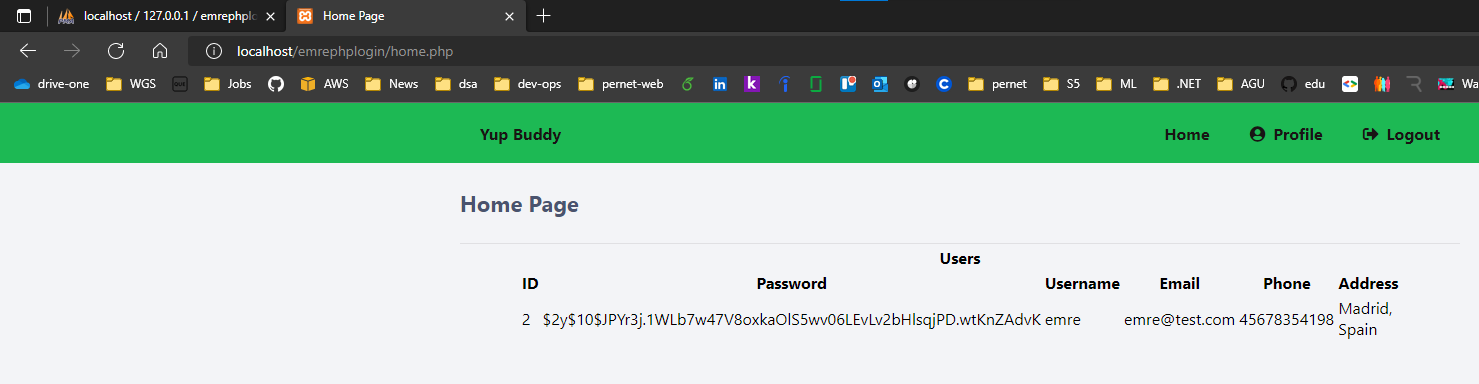 localhost / 127.0.0.1 / emrephplo
Home Page
localhost/emrephplogin/home.php
drive-one WGS Jobs AWS News dsa dev-ops pernet-web in k C pernet S5 ML .NET AGU edu Wa
Yup Buddy Home Profile Logout
Home Page
Users
ID Password Username Email Phone Address
2 $2y$10$JPYr3j.1WLb7w47V8oxkaOlS5wv06LEvLv2bHlsqjPD.wtKnZAdvK emre emre@test.com 45678354198 Madrid,
Spain